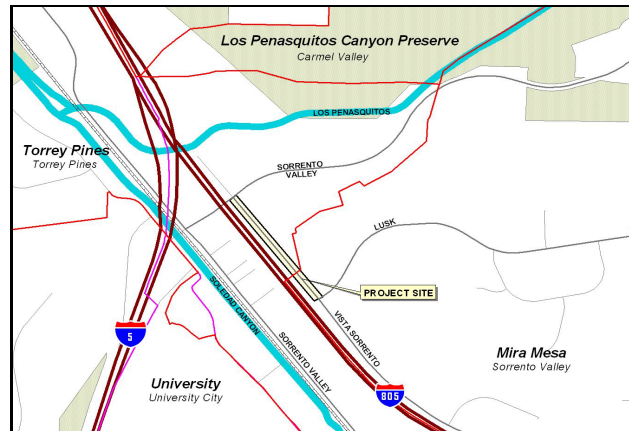 Los Penasquitos Canyon Preserve
Carmel Valley
LOS PENASQUITOS
Torrey Pines
Torrey Pines
SORRENTO
VALLEY
LUSK
PROJECT SITE
SOLEDAD CANYON
SORRENTO VALLEY
VISTA SORRENTO
5
Mira Mesa
Sorrento Valley
University
University City
805